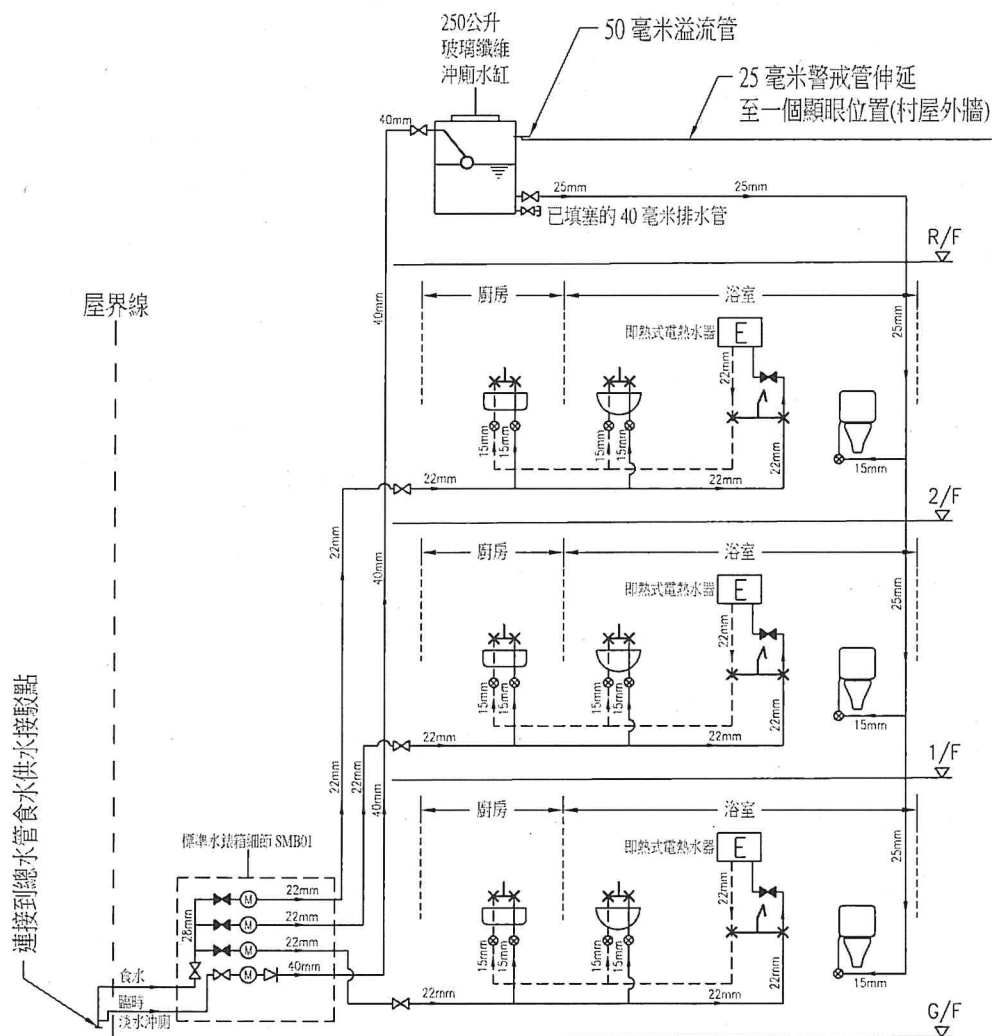 250公升
玻璃纖維
沖廁水缸
50 毫米溢流管
25 毫米警戒管伸延
至一個顯眼位置(村屋外牆)
40mm
25mm
25mm
已填塞的 40 毫米排水管
R/F
屋界線
廚房
浴室
40mm
25mm
即熱式電熱水器
E
22mm
22mm
15mm
15mm
15mm
15mm
22mm
22mm
15mm
2/F
22mm
40mm
廚房
浴室
25mm
即熱式電熱水器
E
22mm
22mm
15mm
15mm
15mm
15mm
22mm
22mm
15mm
1/F
22mm
22mm
40mm
廚房
浴室
25mm
標準水錶箱細節 SMB01
即熱式電熱水器
E
22mm
22mm
M
22mm
M
22mm
M
22mm
28mm
M
40mm
15mm
15mm
15mm
15mm
22mm
22mm
15mm
G/F
食水
臨時
淡水沖廁
連接到總水管食水供水接駁點